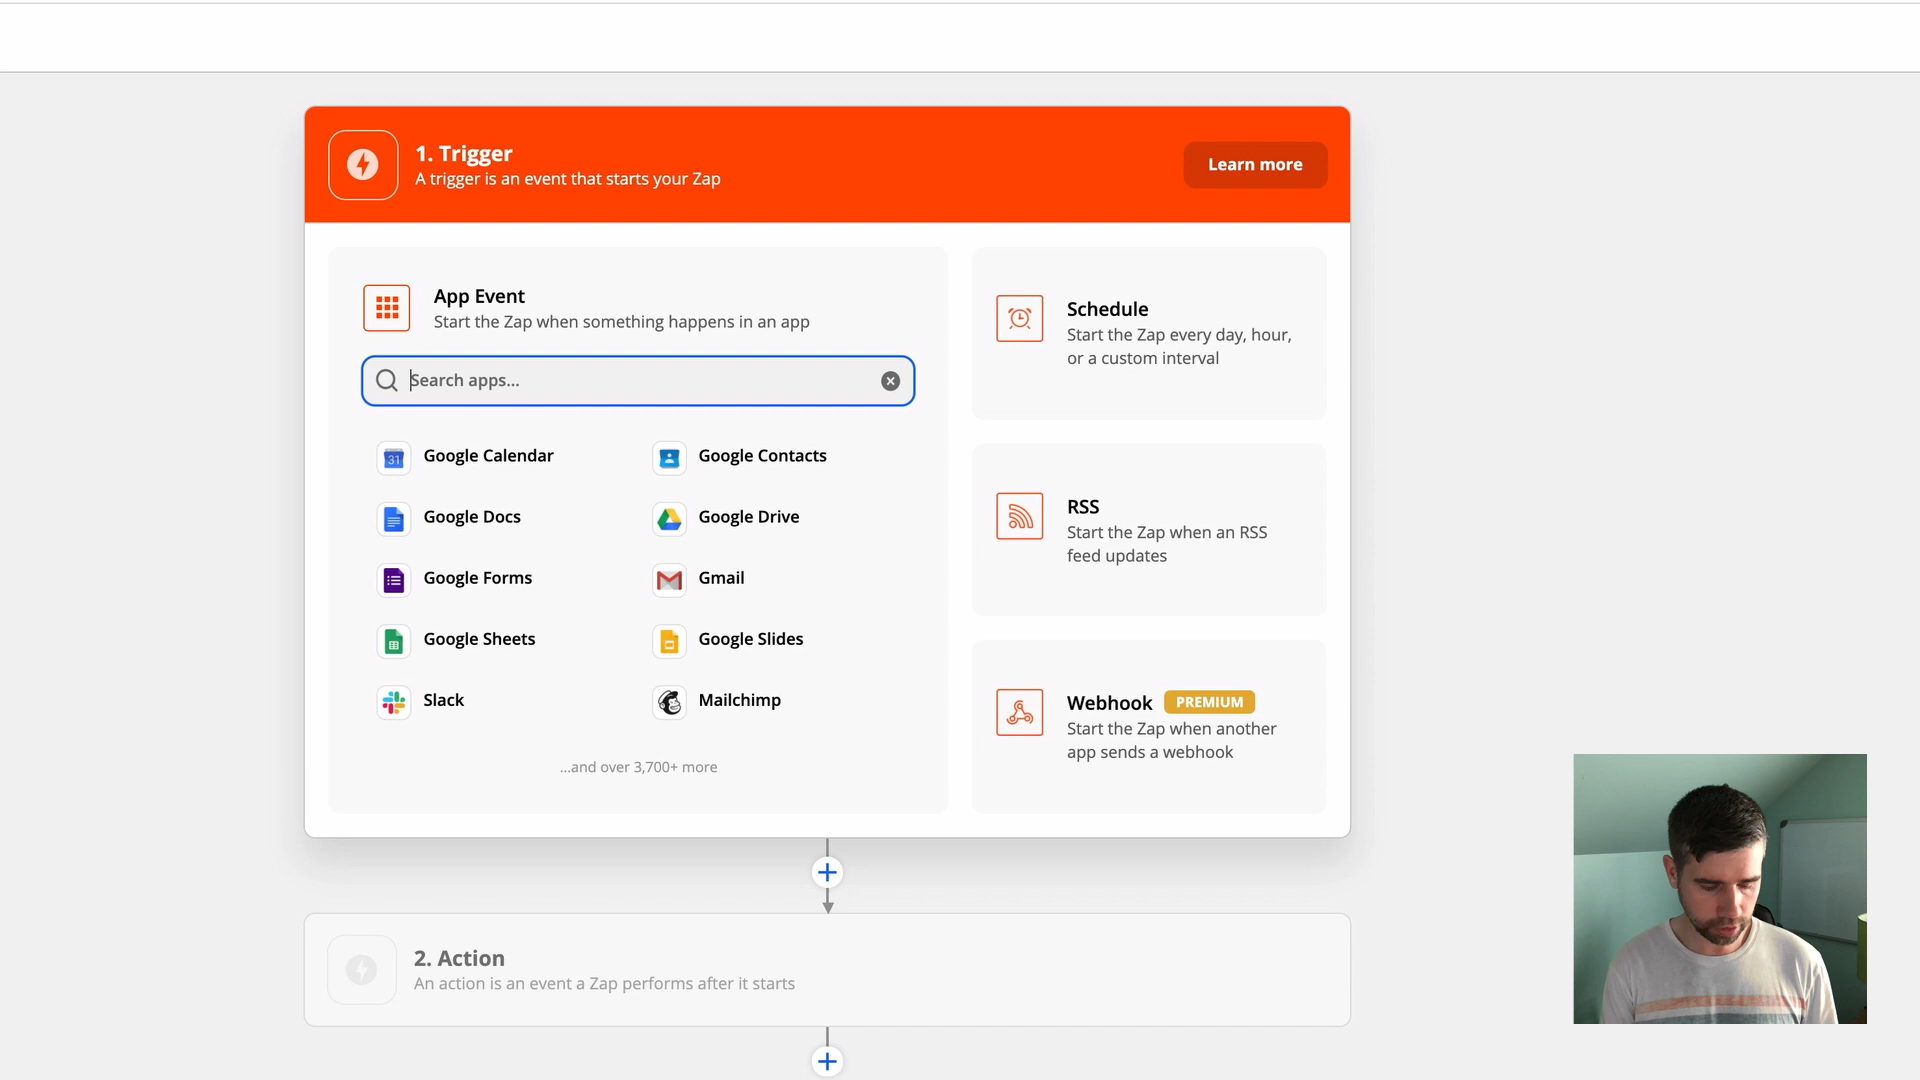 1. Trigger
A trigger is an event that starts your Zap
Learn more
App Event
Start the Zap when something happens in an app
Search apps...
31
Google Calendar
Google Contacts
Google Docs
Google Drive
Google Forms
Gmail
Google Sheets
Google Slides
Slack
Mailchimp
...and over 3,700+ more
Schedule
Start the Zap every day, hour,
or a custom interval
RSS
Start the Zap when an RSS
feed updates
Webhook PREMIUM
Start the Zap when another
app sends a webhook
2. Action
An action is an event a Zap performs after it starts